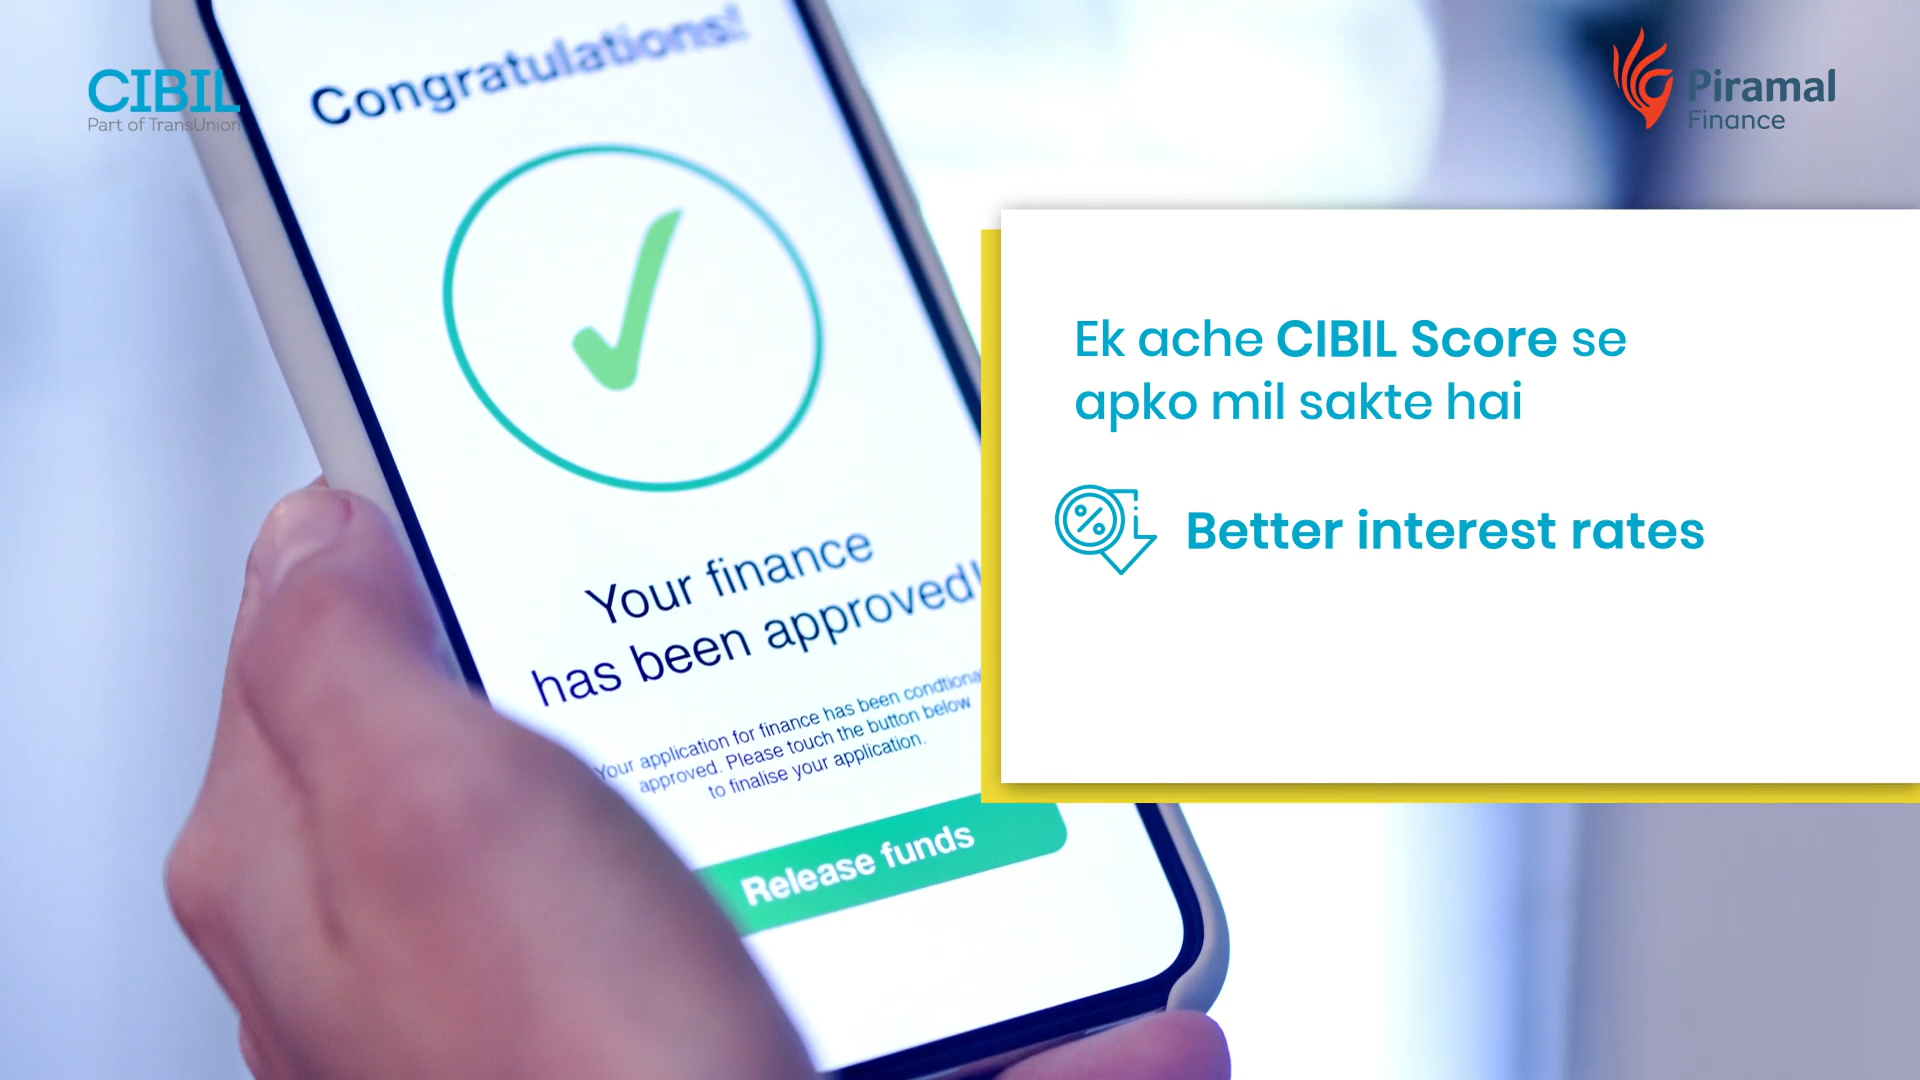 CIBIL
Part of TransUnion
Piramal
Finance
Congratulations!
Your finance
has been approved!
Your application for finance has been
approved. Please touch the button below
to finalise your application.
Release funds
Ek ache CIBIL Score se
apko mil sakte hai
Better interest rates